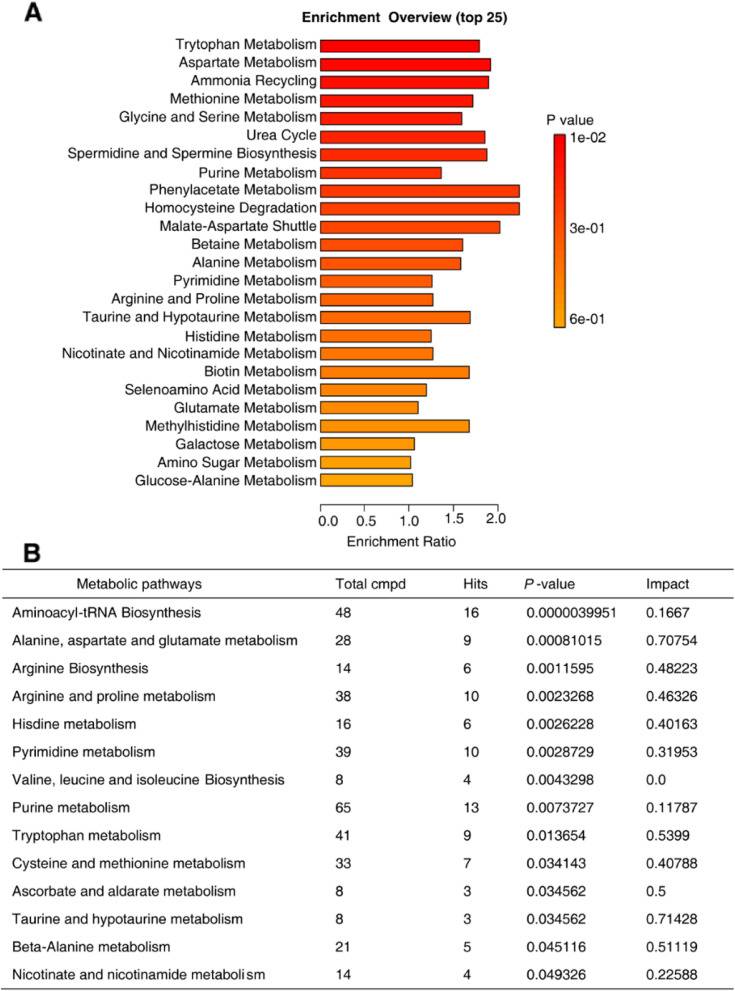 A
Enrichment Overview (top 25)
Trytophan Metabolism
Aspartate Metabolism
Ammonia Recycling
Methionine Metabolism
Glycine and Serine Metabolism
Urea Cycle
Spermidine and Spermine Biosynthesis
Purine Metabolism
Phenylacetate Metabolism
Homocysteine Degradation
Malate-Aspartate Shuttle
Betaine Metabolism
Alanine Metabolism
Pyrimidine Metabolism
Arginine and Proline Metabolism
Taurine and Hypotaurine Metabolism
Histidine Metabolism
Nicotinate and Nicotinamide Metabolism
Biotin Metabolism
Selenoamino Acid Metabolism
Glutamate Metabolism
Methylhistidine Metabolism
Galactose Metabolism
Amino Sugar Metabolism
Glucose-Alanine Metabolism
0.0 0.5 1.0 1.5 2.0
Enrichment Ratio
P value
1e-02
3e-01
6e-01
B
Metabolic pathways Total cmpd Hits P-value Impact
Aminoacyl-tRNA Biosynthesis 48 16 0.0000039951 0.1667
Alanine, aspartate and glutamate metabolism 28 9 0.00081015 0.70754
Arginine Biosynthesis 14 6 0.0011595 0.48223
Arginine and proline metabolism 38 10 0.0023268 0.46326
Hisdine metabolism 16 6 0.0026228 0.40163
Pyrimidine metabolism 39 10 0.0028729 0.31953
Valine, leucine and isoleucine Biosynthesis 8 4 0.0043298 0.0
Purine metabolism 65 13 0.0073727 0.11787
Tryptophan metabolism 41 9 0.013654 0.5399
Cysteine and methionine metabolism 33 7 0.034143 0.40788
Ascorbate and aldarate metabolism 8 3 0.034562 0.5
Taurine and hypotaurine metabolism 8 3 0.034562 0.71428
Beta-Alanine metabolism 21 5 0.045116 0.51119
Nicotinate and nicotinamide metabolism 14 4 0.049326 0.22588